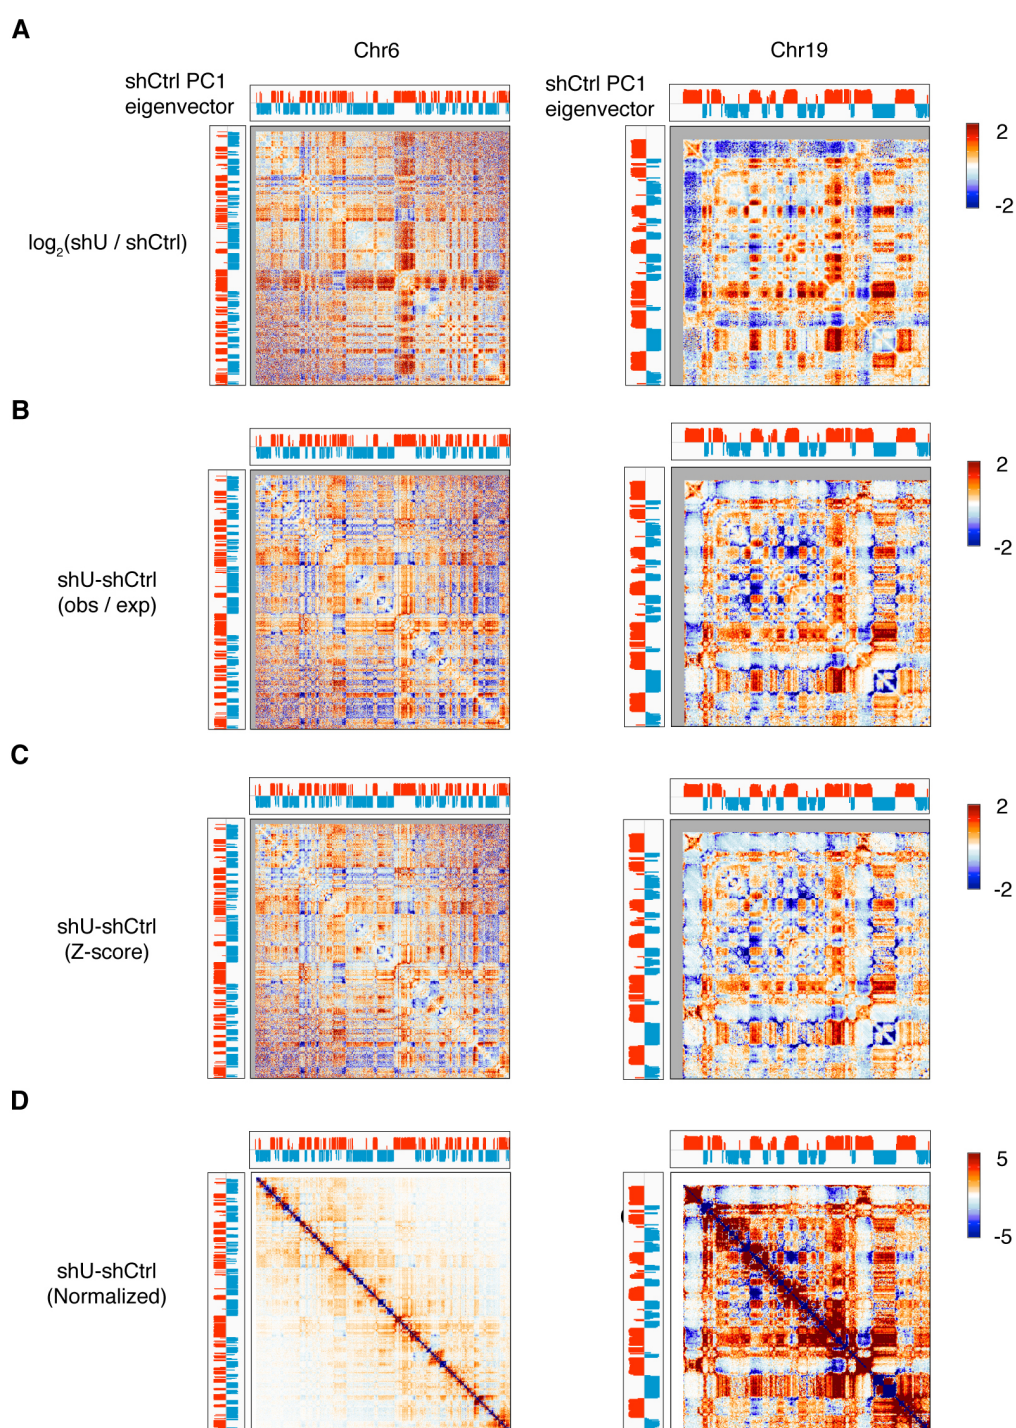 A
Chr6
Chr19
shCtrl PC1
eigenvector
shCtrl PC1
eigenvector
2
-2
log2(shU / shCtrl)
B
2
-2
shU-shCtrl
(obs / exp)
C
2
-2
shU-shCtrl
(Z-score)
D
5
-5
shU-shCtrl
(Normalized)